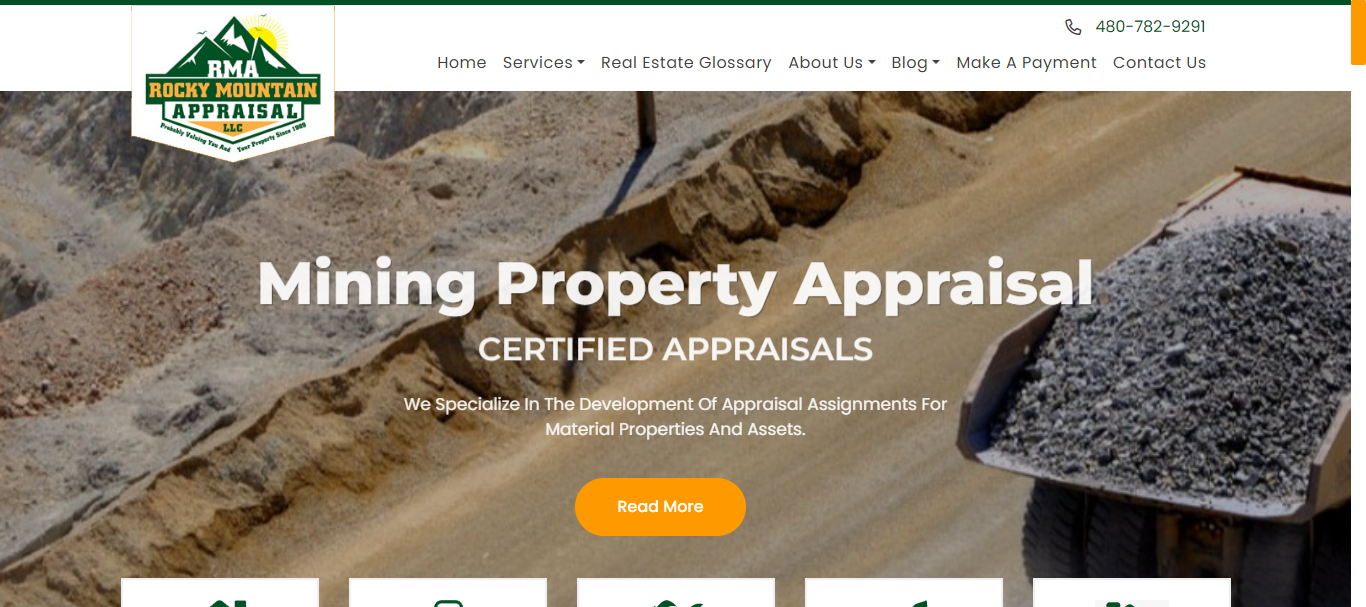 RMA
ROCKY MOUNTAIN
APPRAISAL
LLC
Probably Valuing You And Your Property Since 1989
480-782-9291
Home Services Real Estate Glossary About Us Blog Make A Payment Contact Us
Mining Property Appraisal
CERTIFIED APPRAISALS
We Specialize In The Development Of Appraisal Assignments For
Material Properties And Assets.
Read More